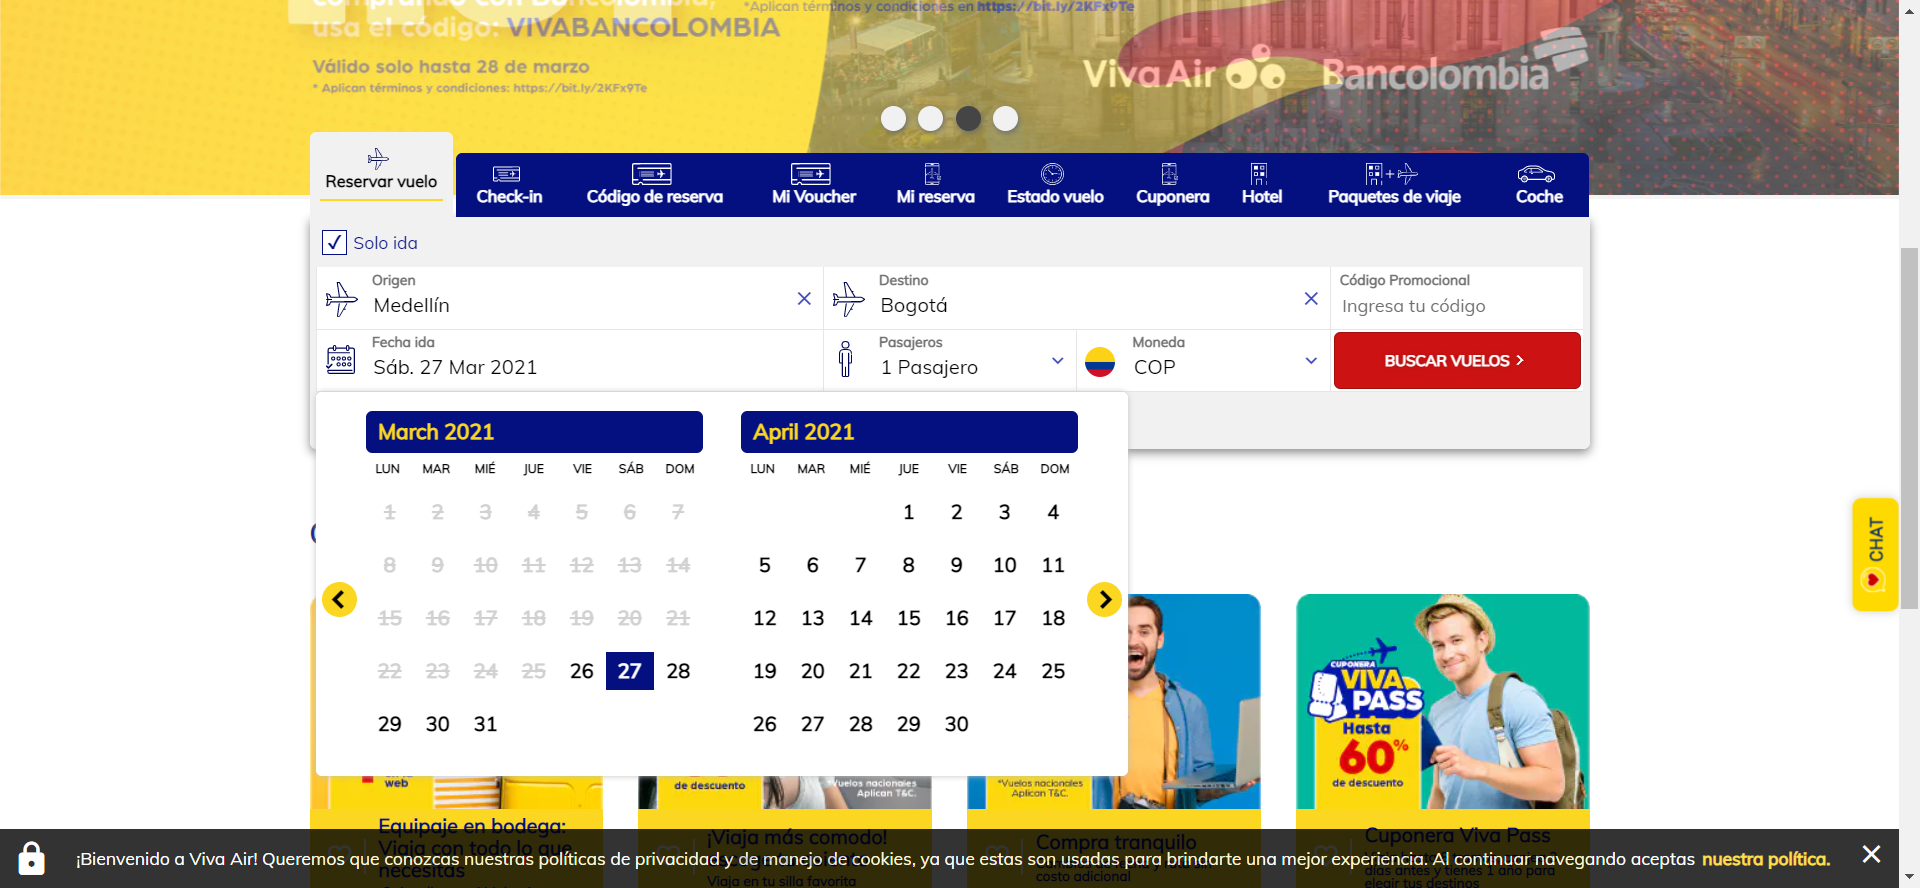 comprando con Bancolombia,
usa el código: VIVABANCOLOMBIA
*Aplican términos y condiciones en https://bit.ly/2KFx9Te
Válido solo hasta 28 de marzo
* Aplican términos y condiciones: https://bit.ly/2KFx9Te
Viva Air
Bancolombia
Reservar vuelo
Check-in
Código de reserva
Mi Voucher
Mi reserva
Estado vuelo
Cuponera
Hotel
Paquetes de viaje
Coche
Solo ida
Origen
Medellín
Destino
Bogotá
Código Promocional
Ingresa tu código
Fecha ida
Sáb. 27 Mar 2021
Pasajeros
1 Pasajero
Moneda
COP
BUSCAR VUELOS
March 2021
LUN MAR MIÉ JUE VIE SÁB DOM
1 2 3 4 5 6 7
8 9 10 11 12 13 14
15 16 17 18 19 20 21
22 23 24 25 26 27 28
29 30 31
April 2021
LUN MAR MIÉ JUE VIE SÁB DOM
1 2 3 4
5 6 7 8 9 10 11
12 13 14 15 16 17 18
19 20 21 22 23 24 25
26 27 28 29 30
CHAT
web
de descuento
*Vuelos nacionales
Aplican T&C.
*Vuelos nacionales
Aplican T&C.
CUPONERA
VIVA
PASS
Hasta
60%
de descuento
Equipaje en bodega:
Viaja con todo lo que
necesitas
¡Viaja más comodo!
Viaja en tu silla favorita
Compra tranquilo
costo adicional
Cuponera Viva Pass
días antes y tienes 1 año para
elegir tus destinos
¡Bienvenido a Viva Air! Queremos que conozcas nuestras políticas de privacidad y de manejo de cookies, ya que estas son usadas para brindarte una mejor experiencia. Al continuar navegando aceptas nuestra política.